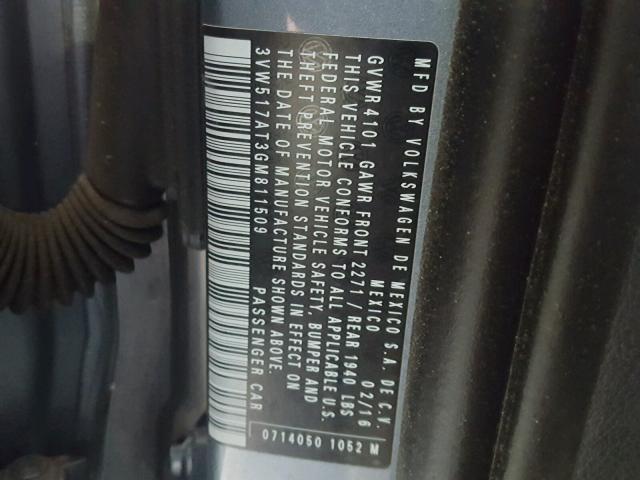 MFD BY VOLKSWAGEN DE MEXICO S.A. DE C.V.
MEXICO 02/16
GVWR 4101 GAWR FRONT 2271/ REAR 1940 LBS
THIS VEHICLE CONFORMS TO ALL APPLICABLE U.S.
FEDERAL MOTOR VEHICLE SAFETY, BUMPER AND
THEFT PREVENTION STANDARDS IN EFFECT ON
THE DATE OF MANUFACTURE SHOWN ABOVE.
3VW517AT3GM811509 PASSENGER CAR
0714050 1052 M